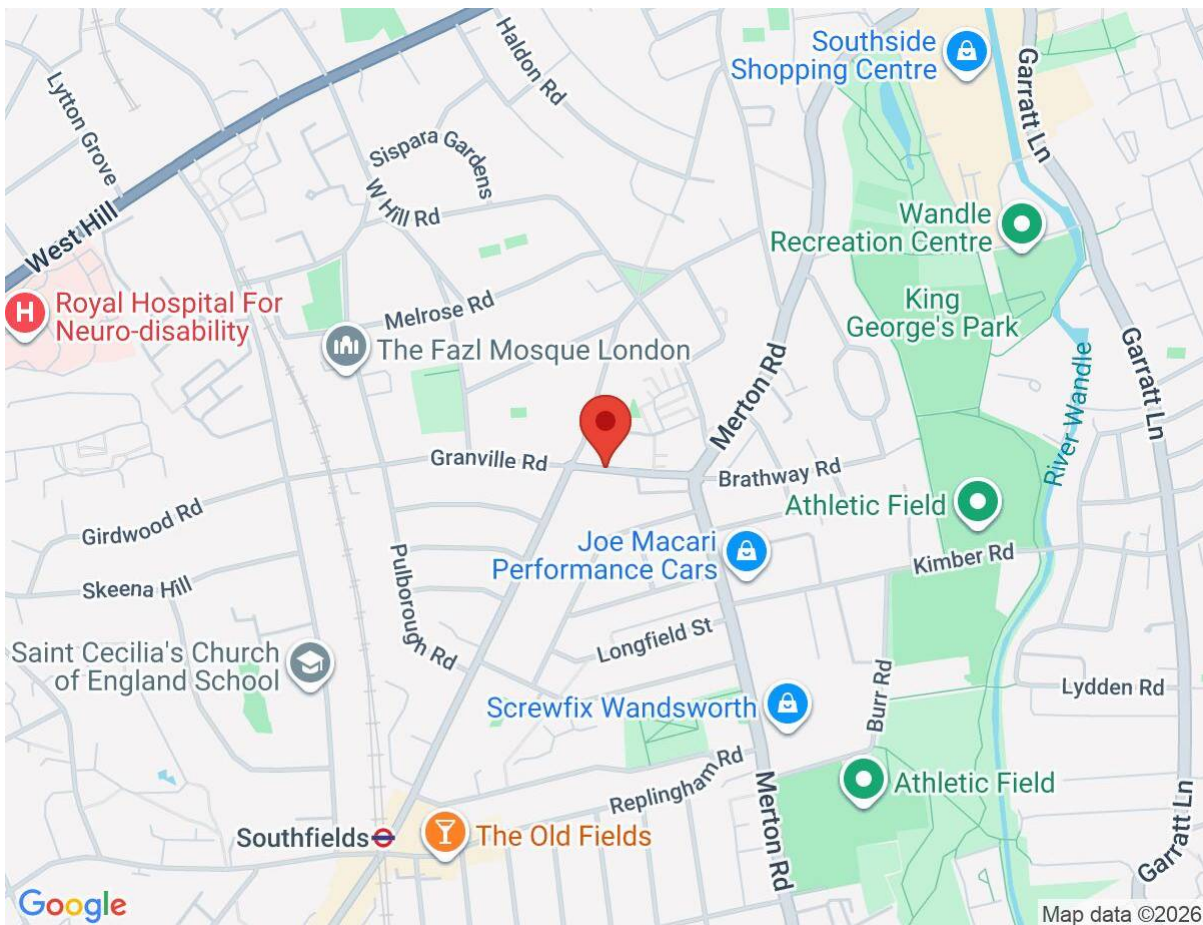 Haldon Rd
Southside
Shopping Centre
Garratt Ln
Lytton Grove
Sispara Gardens
W Hill Rd
West Hill
Wandle
Recreation Centre
Royal Hospital For
Neuro-disability
Melrose Rd
The Fazl Mosque London
King
George's Park
Merton Rd
River Wandle
Garratt Ln
Granville Rd
Brathway Rd
Athletic Field
Girdwood Rd
Joe Macari
Performance Cars
Kimber Rd
Skeena Hill
Pulborough Rd
Longfield St
Saint Cecilia's Church
of England School
Burr Rd
Lydden Rd
Screwfix Wandsworth
Replingham Rd
Merton Rd
Athletic Field
Southfields
The Old Fields
Garratt Ln
Google
Map data ©2026